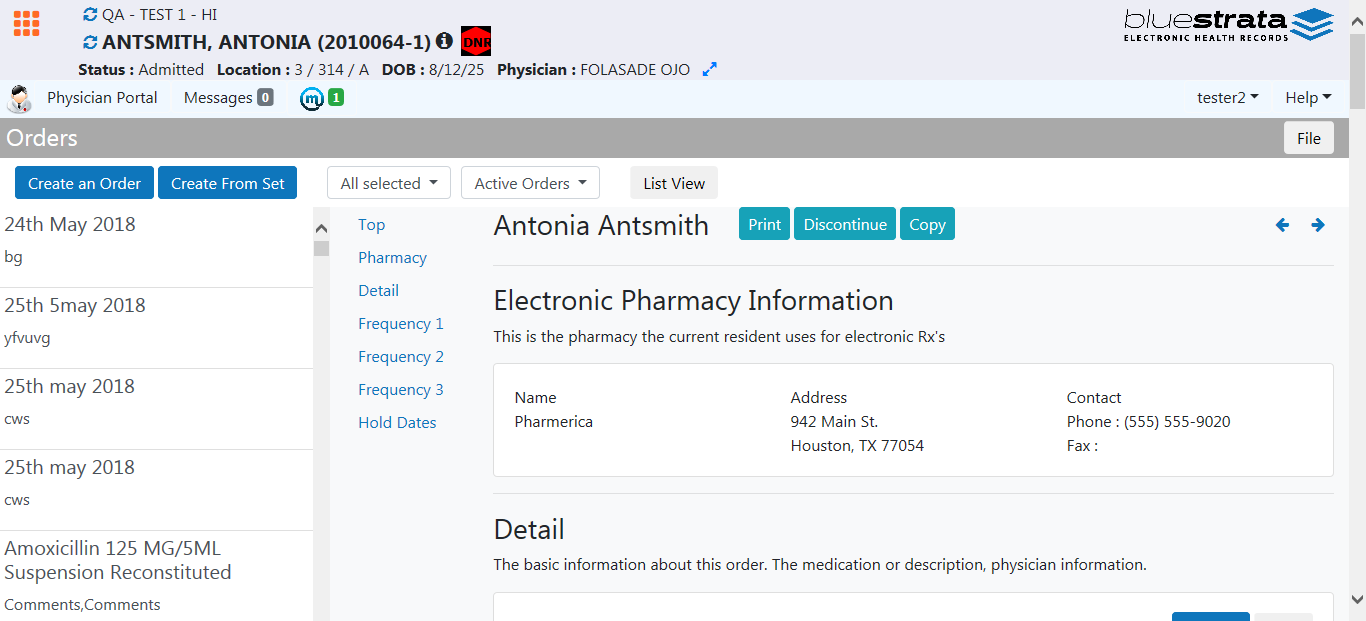 QA - TEST 1 - HI
ANTSMITH, ANTONIA (2010064-1) DNR
Status : Admitted Location : 3 / 314 / A DOB : 8/12/25 Physician : FOLASADE OJO
bluestrata
ELECTRONIC HEALTH RECORDS
Physician Portal Messages 0 m 1 tester2 Help
Orders File
Create an Order Create From Set All selected Active Orders List View
24th May 2018
bg
25th 5may 2018
yfvuvg
25th may 2018
cws
25th may 2018
cws
Amoxicillin 125 MG/5ML
Suspension Reconstituted
Comments,Comments
Top
Pharmacy
Detail
Frequency 1
Frequency 2
Frequency 3
Hold Dates
Antonia Antsmith Print Discontinue Copy
Electronic Pharmacy Information
This is the pharmacy the current resident uses for electronic Rx's
Name
Pharmerica
Address
942 Main St.
Houston, TX 77054
Contact
Phone : (555) 555-9020
Fax :
Detail
The basic information about this order. The medication or description, physician information.